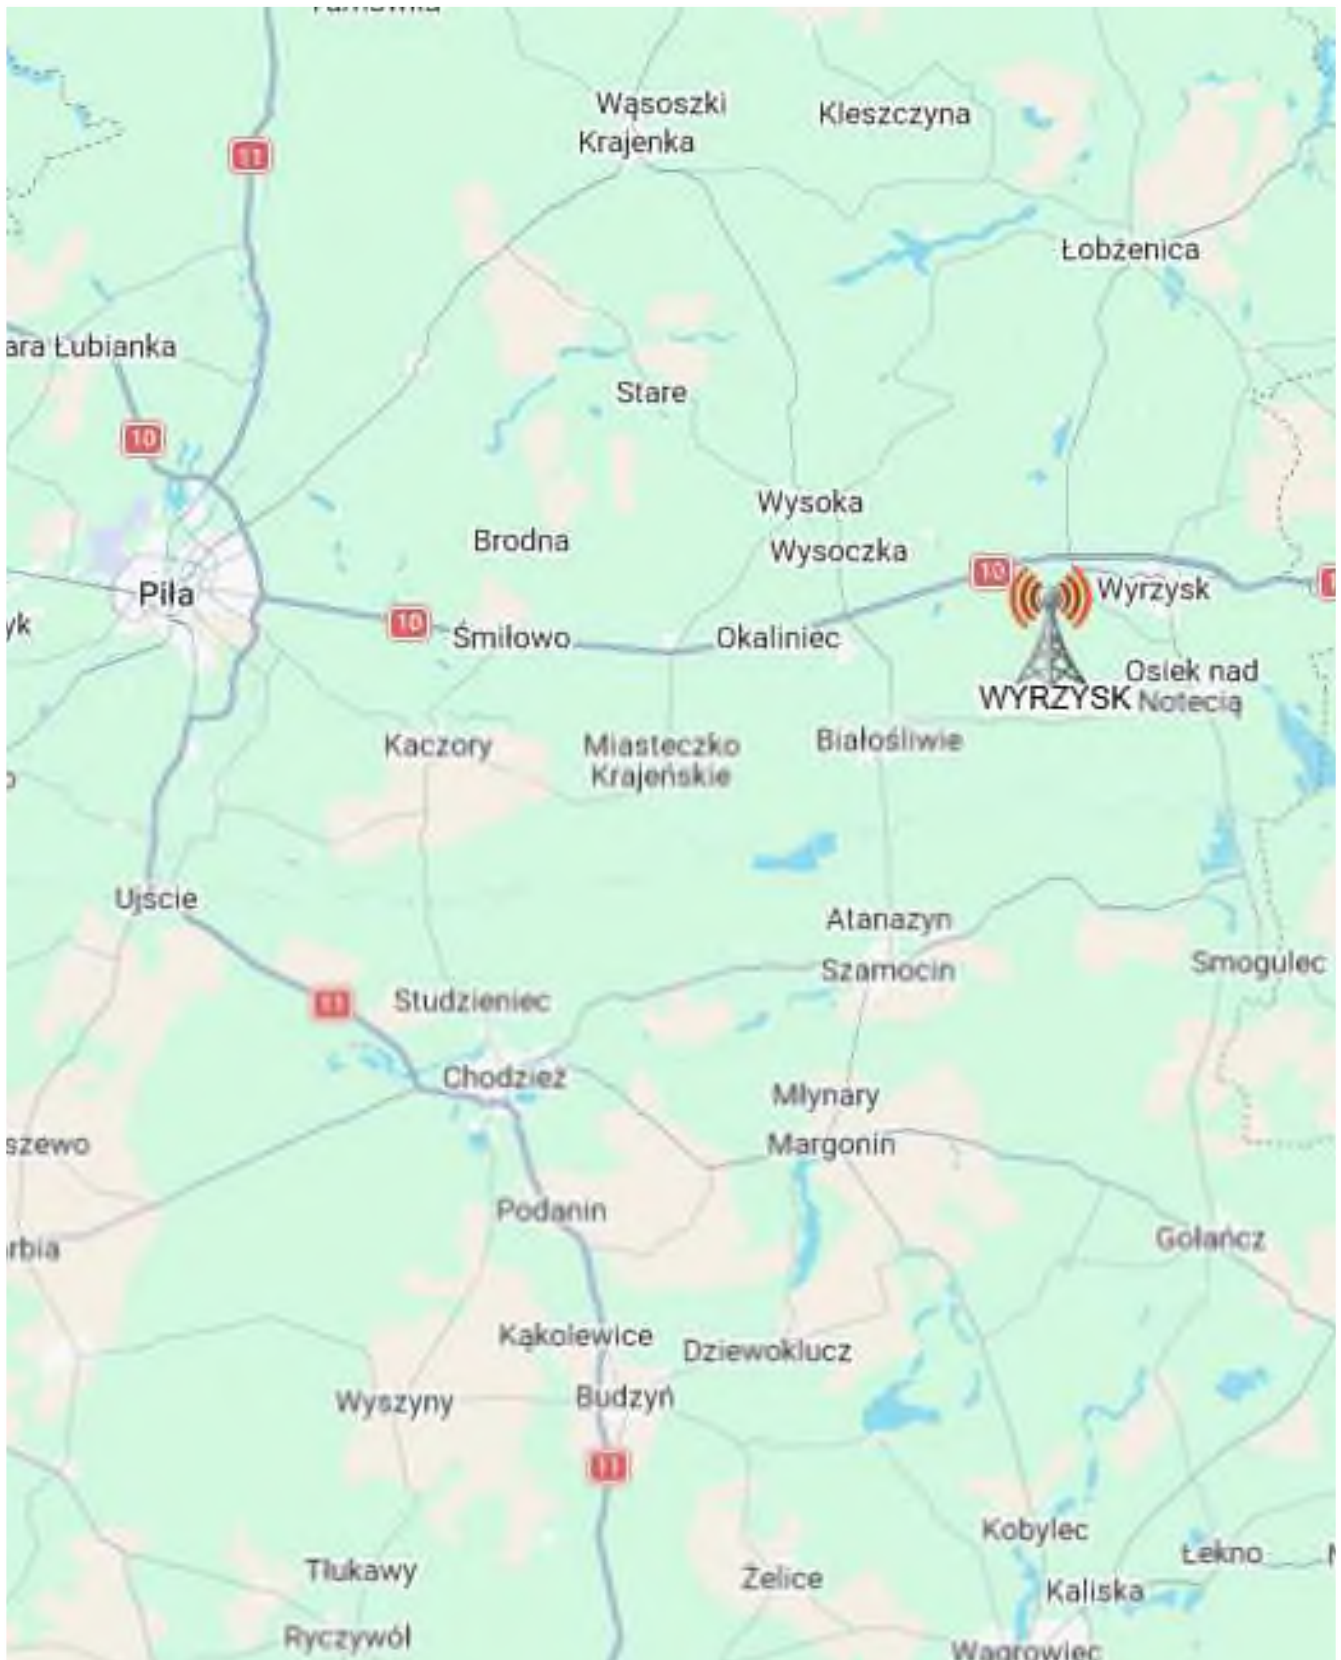 Wąsoszki
Kleszczyna
Krajenka
11
Łobżenica
ara Łubianka
Stare
10
Wysoka
Brodna
Wysoczka
10
Piła
Wyrzysk
yk
10
Śmiłowo
Okaliniec
Osiek nad
Notecią
WYRZYSK
Kaczory
Miasteczko
Krajeńskie
Białośliwie
Ujście
Atanazyn
Szamocin
Smogulec
11
Studzieniec
Chodzież
Młynary
szewo
Margonin
Podanin
rbia
Gołańcz
Kąkolewice
Dziewoklucz
Wyszyny
Budzyń
11
Kobylec
Łekno
Tłukawy
Żelice
Kaliska
Ryczywół
Wągrowiec